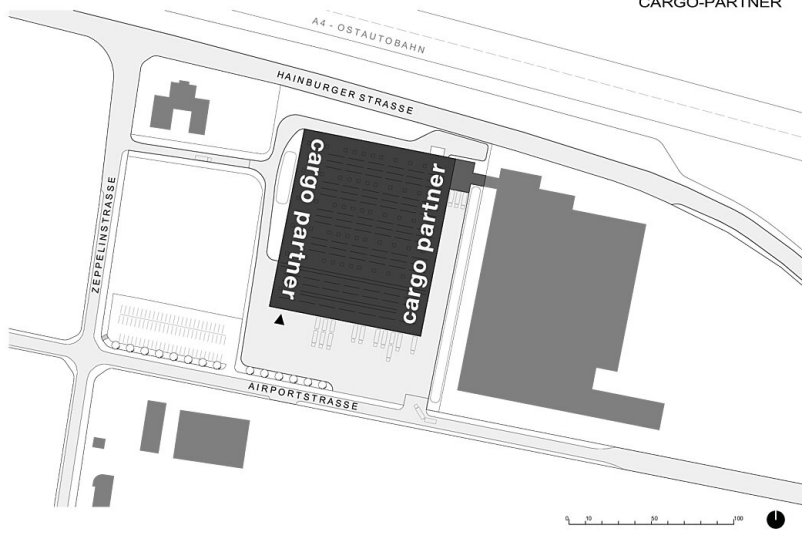 CARGO-PARTNER
A4 - OSTAUTOBAHN
HAINBURGER STRASSE
cargo partner
cargo partner
ZEPPELINSTRASSE
AIRPORTSTRASSE
0 10 50 100